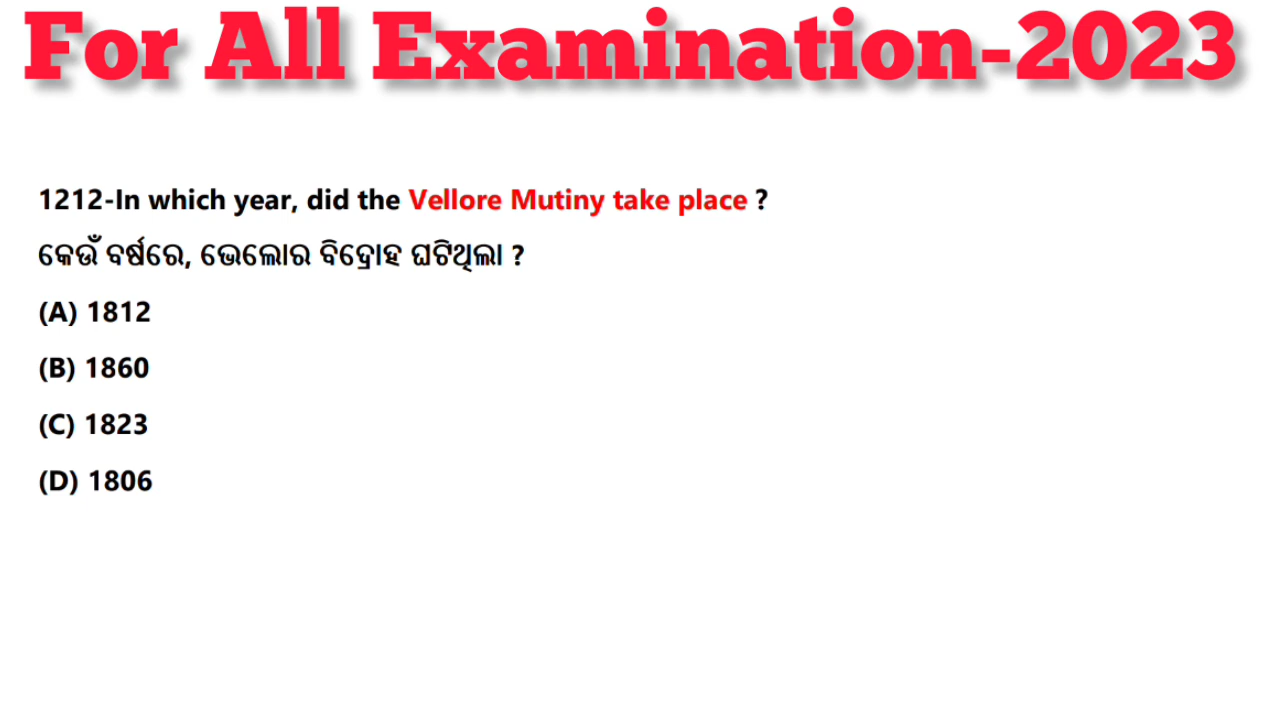 For All Examination-2023
1212-In which year, did the Vellore Mutiny take place ?
କେଉଁ ବର୍ଷରେ, ଭେଲୋର ବିଦ୍ରୋହ ଘଟିଥିଲା ?
(A) 1812
(B) 1860
(C) 1823
(D) 1806